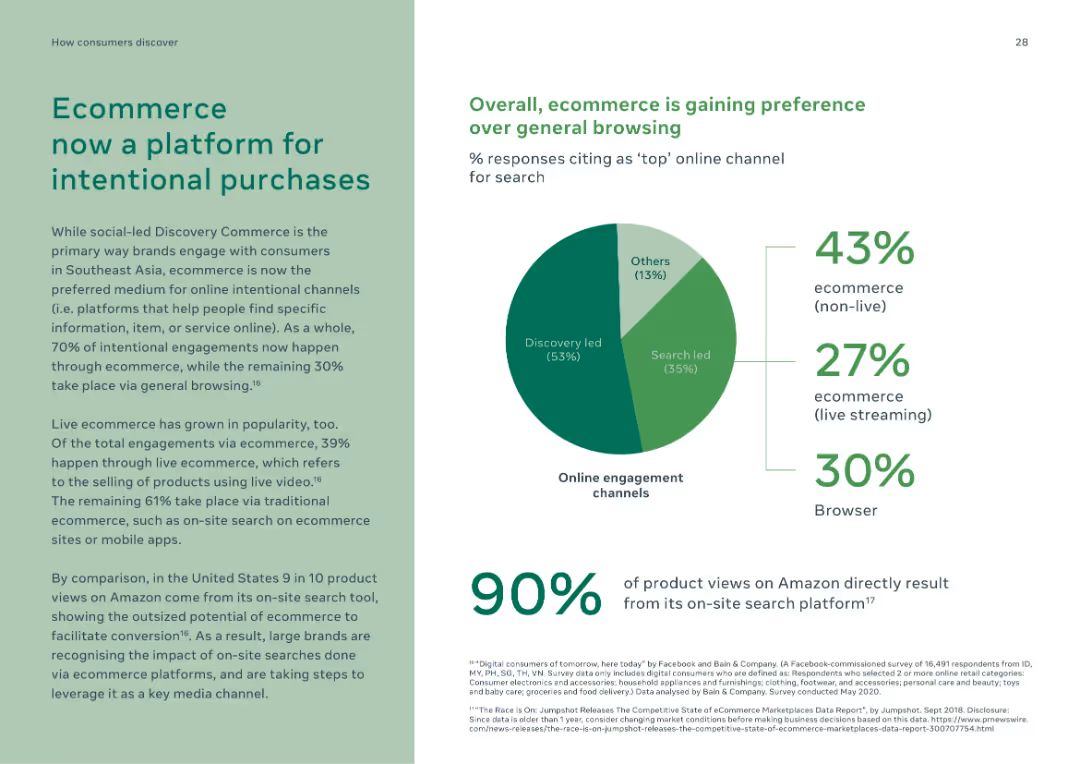 How consumers discover
28
Ecommerce
now a platform for
intentional purchases
While social-led Discovery Commerce is the
primary way brands engage with consumers
in Southeast Asia, ecommerce is now the
preferred medium for online intentional channels
(i.e. platforms that help people find specific
information, item, or service online). As a whole,
70% of intentional engagements now happen
through ecommerce, while the remaining 30%
take place via general browsing.¹⁶
Live ecommerce has grown in popularity, too.
Of the total engagements via ecommerce, 39%
happen through live ecommerce, which refers
to the selling of products using live video.¹⁶
The remaining 61% take place via traditional
ecommerce, such as on-site search on ecommerce
sites or mobile apps.
By comparison, in the United States 9 in 10 product
views on Amazon come from its on-site search tool,
showing the outsized potential of ecommerce to
facilitate conversion¹⁶. As a result, large brands are
recognising the impact of on-site searches done
via ecommerce platforms, and are taking steps to
leverage it as a key media channel.
Overall, ecommerce is gaining preference
over general browsing
% responses citing as ‘top’ online channel
for search
Others
(13%)
Discovery led
(53%)
Search led
(35%)
Online engagement
channels
43%
ecommerce
(non-live)
27%
ecommerce
(live streaming)
30%
Browser
90%
of product views on Amazon directly result
from its on-site search platform¹⁷
¹⁶ "Digital consumers of tomorrow, here today" by Facebook and Bain & Company. (A Facebook-commissioned survey of 16,491 respondents from ID,
MY, PH, SG, TH, VN. Survey data only includes digital consumers who are defined as: Respondents who selected 2 or more online retail categories:
Consumer electronics and accessories; household appliances and furnishings; clothing, footwear, and accessories; personal care and beauty; toys
and baby care; groceries and food delivery.) Data analysed by Bain & Company. Survey conducted May 2020.
¹⁷ "The Race Is On: Jumpshot Releases The Competitive State of eCommerce Marketplaces Data Report", by Jumpshot. Sept 2018. Disclosure:
Since data is older than 1 year, consider changing market conditions before making business decisions based on this data. https://www.prnewswire.
com/news-releases/the-race-is-on-jumpshot-releases-the-competitive-state-of-ecommerce-marketplaces-data-report-300707754.html